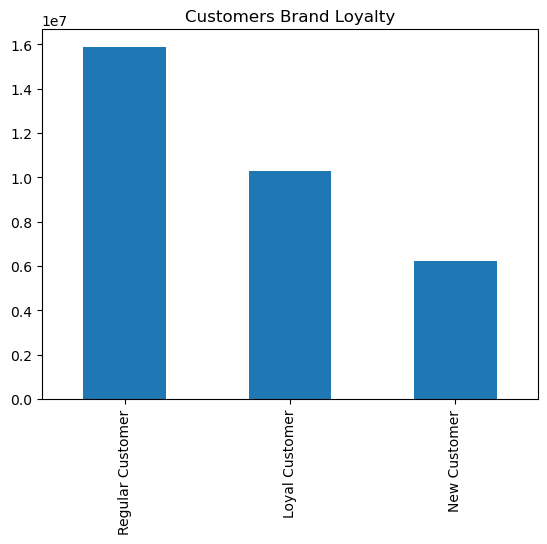 Customers Brand Loyalty
1e7
1.6
1.4
1.2
1.0
0.8
0.6
0.4
0.2
0.0
Regular Customer
Loyal Customer
New Customer